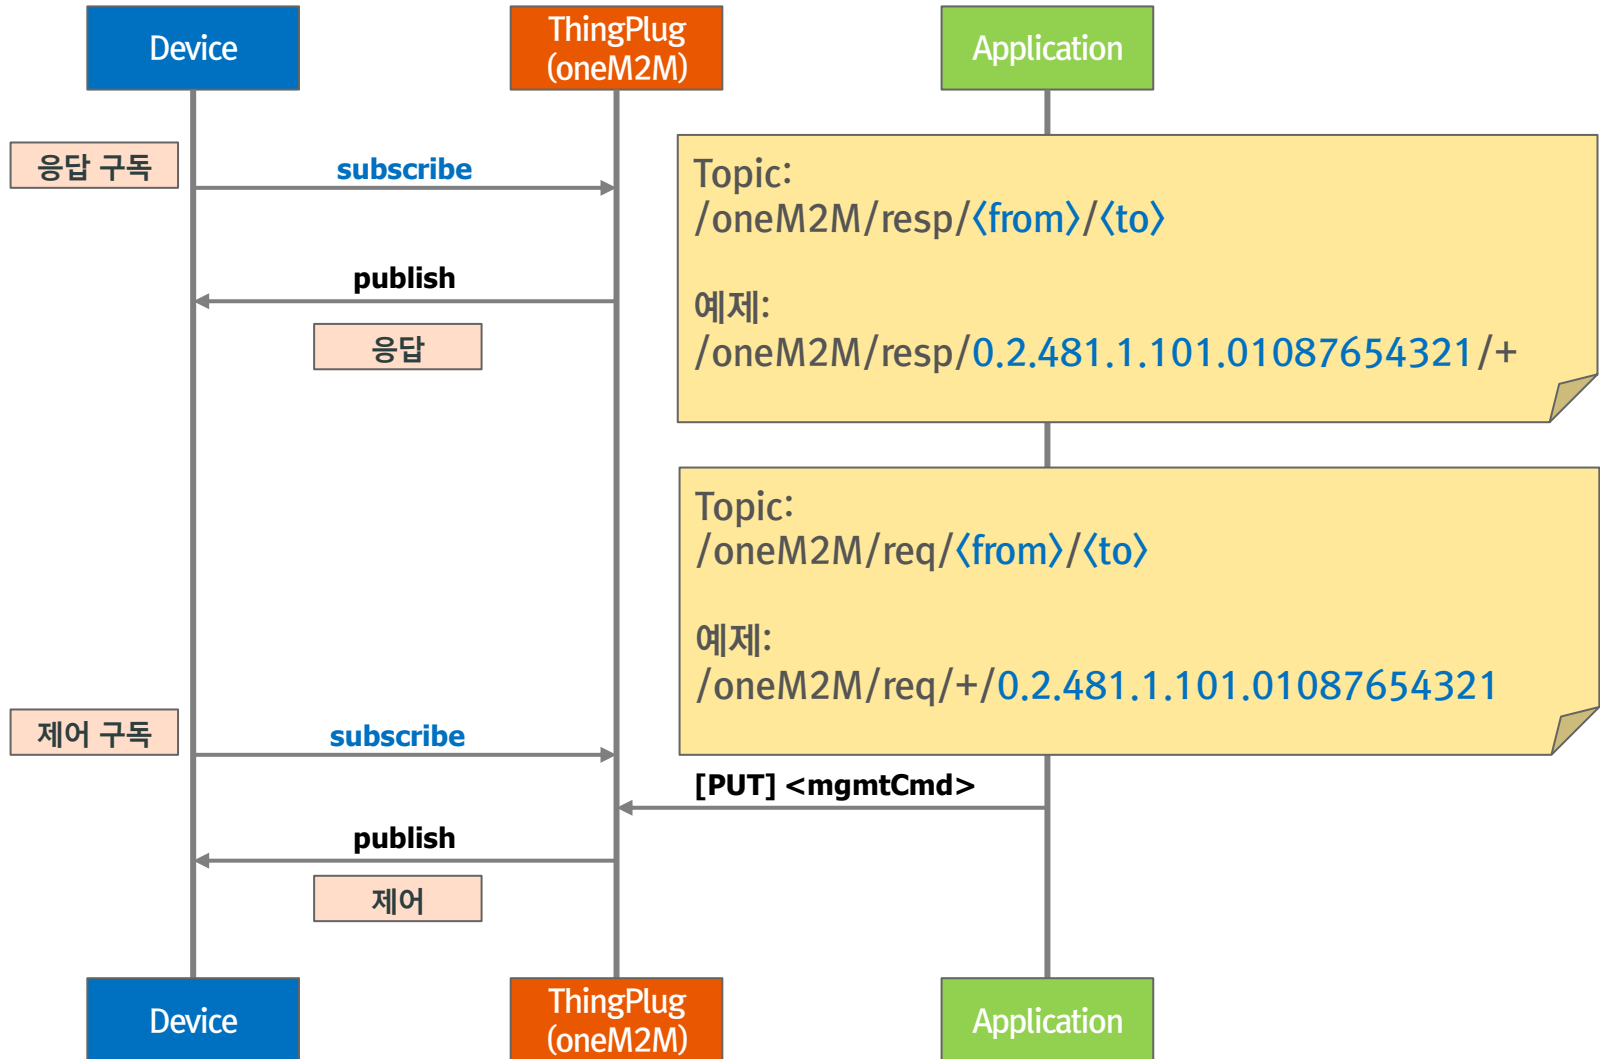 Device
ThingPlug
(oneM2M)
Application
응답 구독
subscribe
Topic:
/oneM2M/resp/〈from〉/〈to〉
예제:
/oneM2M/resp/0.2.481.1.101.01087654321/+
publish
응답
Topic:
/oneM2M/req/〈from〉/〈to〉
예제:
/oneM2M/req/+/0.2.481.1.101.01087654321
제어 구독
subscribe
[PUT] <mgmtCmd>
publish
제어
Device
ThingPlug
(oneM2M)
Application